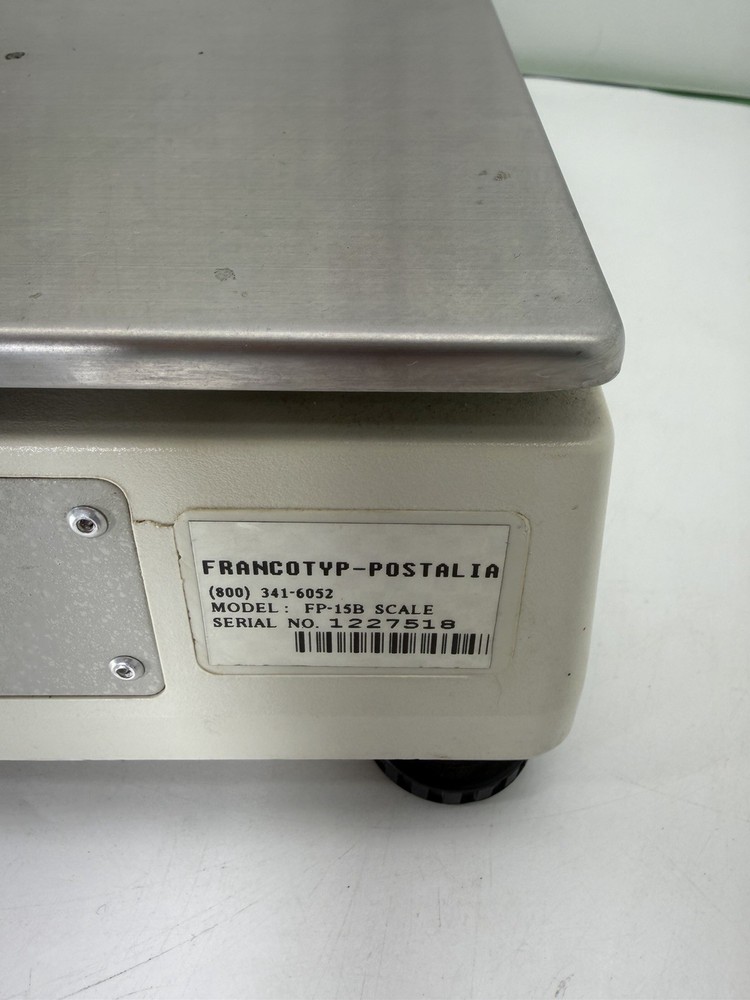 FRANCOTYP-POSTALIA
(800) 341-6052
MODEL: FP-15B SCALE
SERIAL NO. 1227518